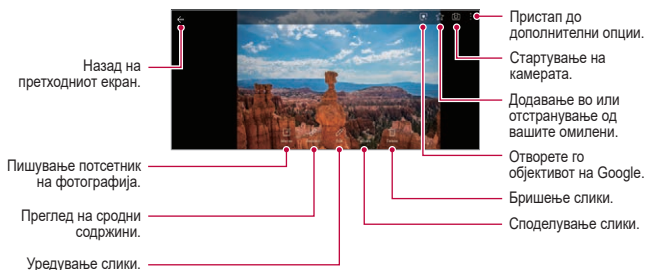 Назад на
претходниот екран.
Пишување потсетник
на фотографија.
Преглед на сродни
содржини.
Уредување слики.
Пристап до
дополнителни опции.
Стартување на
камерата.
Додавање во или
отстранување од
вашите омилени.
Отворете го
објективот на Google.
Бришење слики.
Споделување слики.